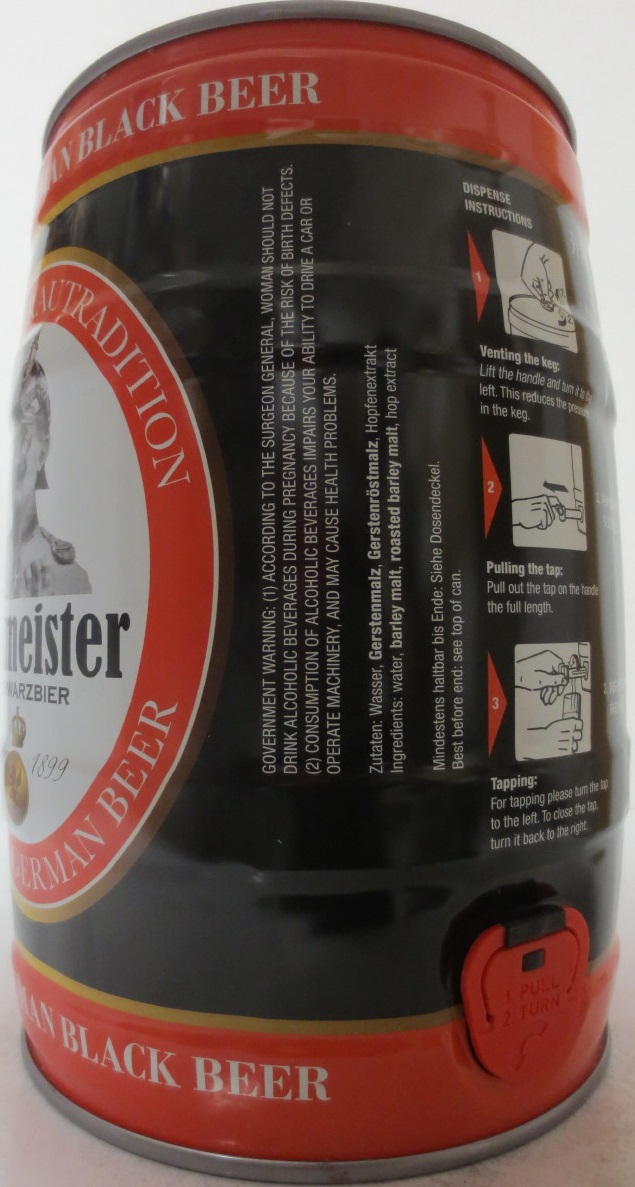 BLACK BEER
AUTRADITION
meister
WARZBIER
1899
ERMAN BEER
GOVERNMENT WARNING: (1) ACCORDING TO THE SURGEON GENERAL, WOMAN SHOULD NOT
DRINK ALCOHOLIC BEVERAGES DURING PREGNANCY BECAUSE OF THE RISK OF BIRTH DEFECTS.
(2) CONSUMPTION OF ALCOHOLIC BEVERAGES IMPAIRS YOUR ABILITY TO DRIVE A CAR OR
OPERATE MACHINERY, AND MAY CAUSE HEALTH PROBLEMS.
Zutaten: Wasser, Gerstenmalz, Gerstenröstmalz, Hopfenextrakt
Ingredients: water, barley malt, roasted barley malt, hop extract
Mindestens haltbar bis Ende: Siehe Dosendeckel.
Best before end: see top of can.
DISPENSE
INSTRUCTIONS
1
Venting the keg:
Lift the handle and turn it to the
left. This reduces the pressure
in the keg.
2
Pulling the tap:
Pull out the tap on the handle
the full length.
3
Tapping:
For tapping please turn the tap
to the left. To close the tap,
turn it back to the right.
1 PULL
2 TURN
AN BLACK BEER